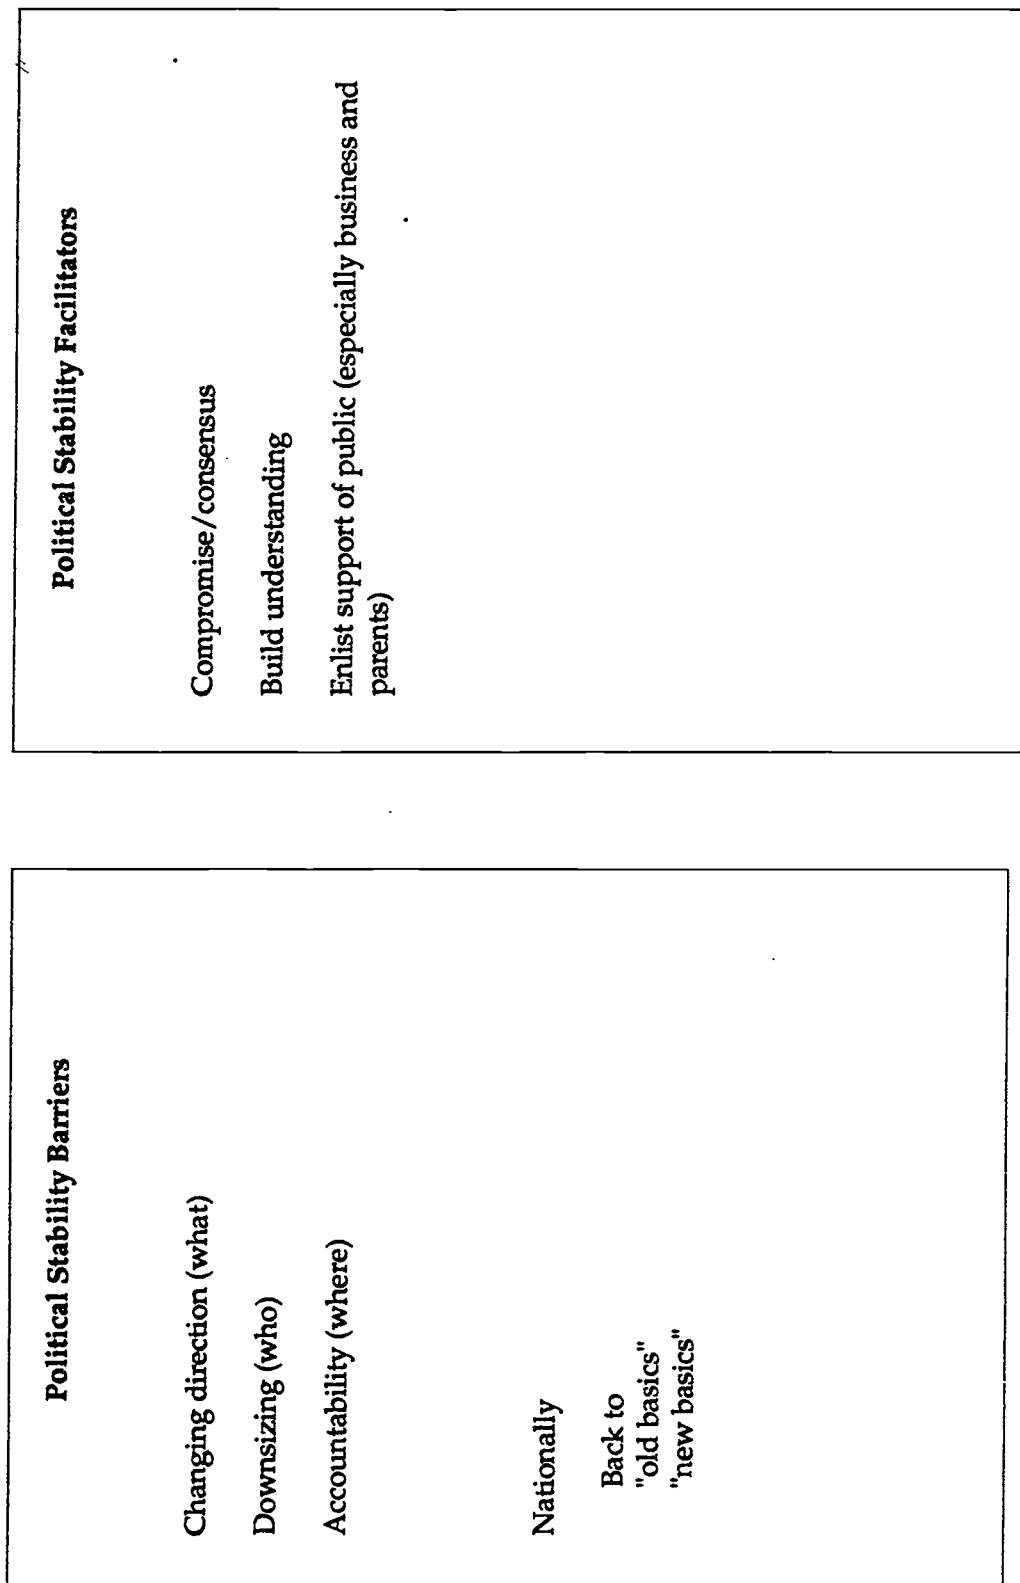 Political Stability Barriers
Changing direction (what)
Downsizing (who)
Accountability (where)
Nationally
Back to
"old basics"
"new basics"
Political Stability Facilitators
Compromise/consensus
Build understanding
Enlist support of public (especially business and
parents)